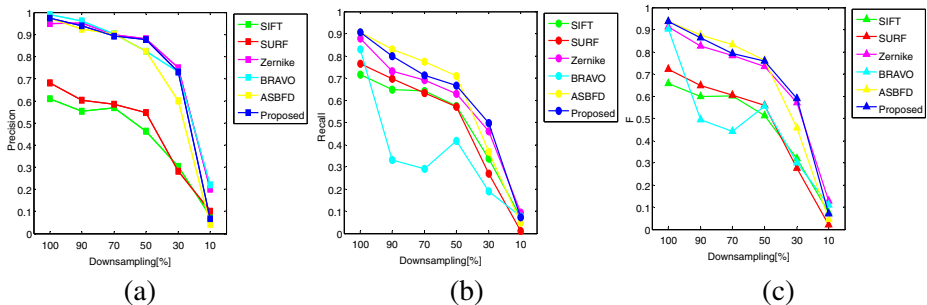 1
0.9
0.8
0.7
0.6
0.5
0.4
0.3
0.2
0.1
0
Precision
100 90 70 50 30 10
Downsampling[%]
SIFT
SURF
Zernike
BRAVO
ASBFD
Proposed
(a)
1
0.9
0.8
0.7
0.6
0.5
0.4
0.3
0.2
0.1
0
Recall
100 90 70 50 30 10
Downsampling[%]
SIFT
SURF
Zernike
BRAVO
ASBFD
Proposed
(b)
1
0.9
0.8
0.7
0.6
0.5
0.4
0.3
0.2
0.1
0
F
100 90 70 50 30 10
Downsampling[%]
SIFT
SURF
Zernike
BRAVO
ASBFD
Proposed
(c)